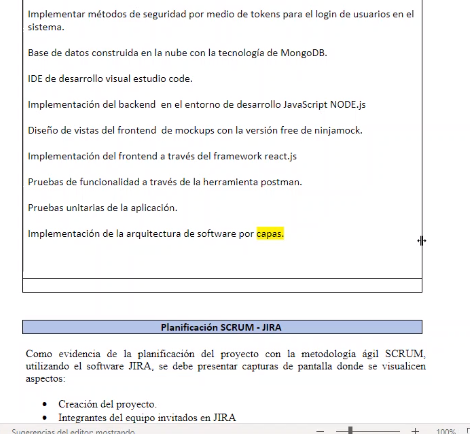 Implementar métodos de seguridad por medio de tokens para el login de usuarios en el
sistema.
Base de datos construida en la nube con la tecnología de MongoDB.
IDE de desarrollo visual estudio code.
Implementación del backend en el entorno de desarrollo JavaScript NODE.js
Diseño de vistas del frontend de mockups con la versión free de ninjamock.
Implementación del frontend a través del framework react.js
Pruebas de funcionalidad a través de la herramienta postman.
Pruebas unitarias de la aplicación.
Implementación de la arquitectura de software por capas.
Planificación SCRUM - JIRA
Como evidencia de la planificación del proyecto con la metodología ágil SCRUM,
utilizando el software JIRA, se debe presentar capturas de pantalla donde se visualicen
aspectos:
• Creación del proyecto.
• Integrantes del equipo invitados en JIRA
Sugerencias del editor mostrando 100%